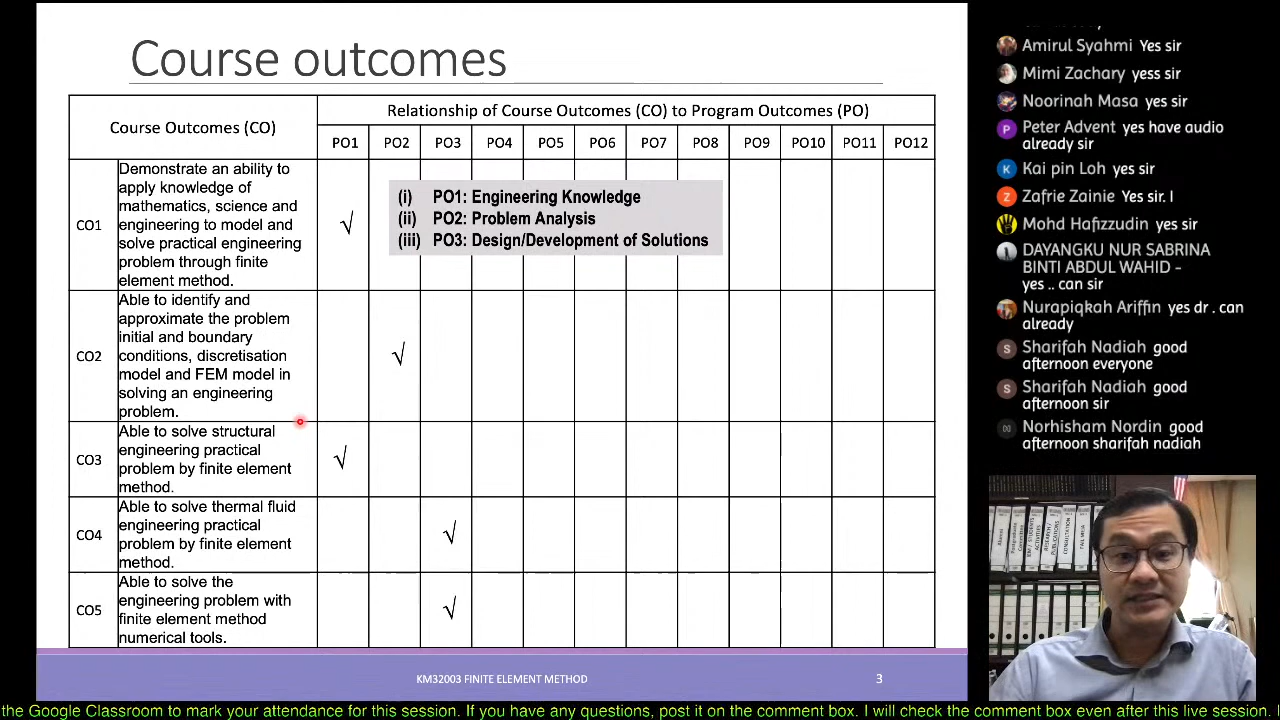 Course outcomes
Course Outcomes (CO)
Relationship of Course Outcomes (CO) to Program Outcomes (PO)
PO1 PO2 PO3 PO4 PO5 PO6 PO7 PO8 PO9 PO10 PO11 PO12
CO1
Demonstrate an ability to
apply knowledge of
mathematics, science and
engineering to model and
solve practical engineering
problem through finite
element method.
√
(i) PO1: Engineering Knowledge
(ii) PO2: Problem Analysis
(iii) PO3: Design/Development of Solutions
CO2
Able to identify and
approximate the problem
initial and boundary
conditions, discretisation
model and FEM model in
solving an engineering
problem.
√
CO3
Able to solve structural
engineering practical
problem by finite element
method.
√
CO4
Able to solve thermal fluid
engineering practical
problem by finite element
method.
√
CO5
Able to solve the
engineering problem with
finite element method
numerical tools.
√
KM32003 FINITE ELEMENT METHOD
3
Amirul Syahmi Yes sir
Mimi Zachary yess sir
Noorinah Masa yes sir
P
Peter Advent yes have audio
already sir
K
Kai pin Loh yes sir
Z
Zafrie Zainie Yes sir. I
Mohd Hafizzudin yes sir
DAYANGKU NUR SABRINA
BINTI ABDUL WAHID -
yes .. can sir
Nurapiqkah Ariffin yes dr . can
already
S
Sharifah Nadiah good
afternoon everyone
S
Sharifah Nadiah good
afternoon sir
Norhisham Nordin good
afternoon sharifah nadiah
CONSULTATION
the Google Classroom to mark your attendance for this session. If you have any questions, post it on the comment box. I will check the comment box even after this live session. I